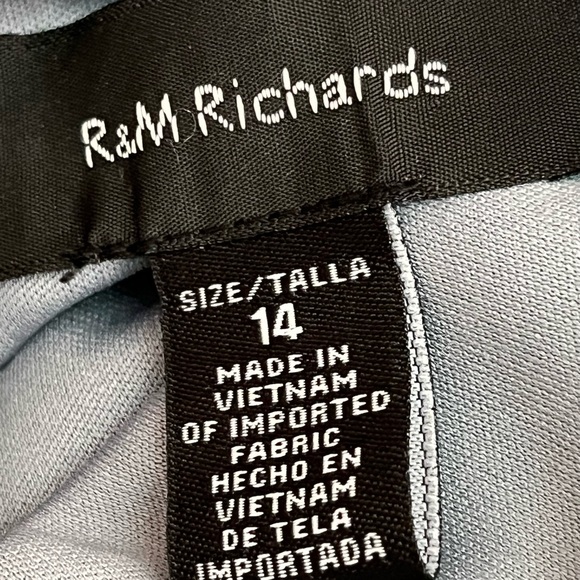 R&M Richards
SIZE/TALLA
14
MADE IN
VIETNAM
OF IMPORTED
FABRIC
HECHO EN
VIETNAM
DE TELA
IMPORTADA